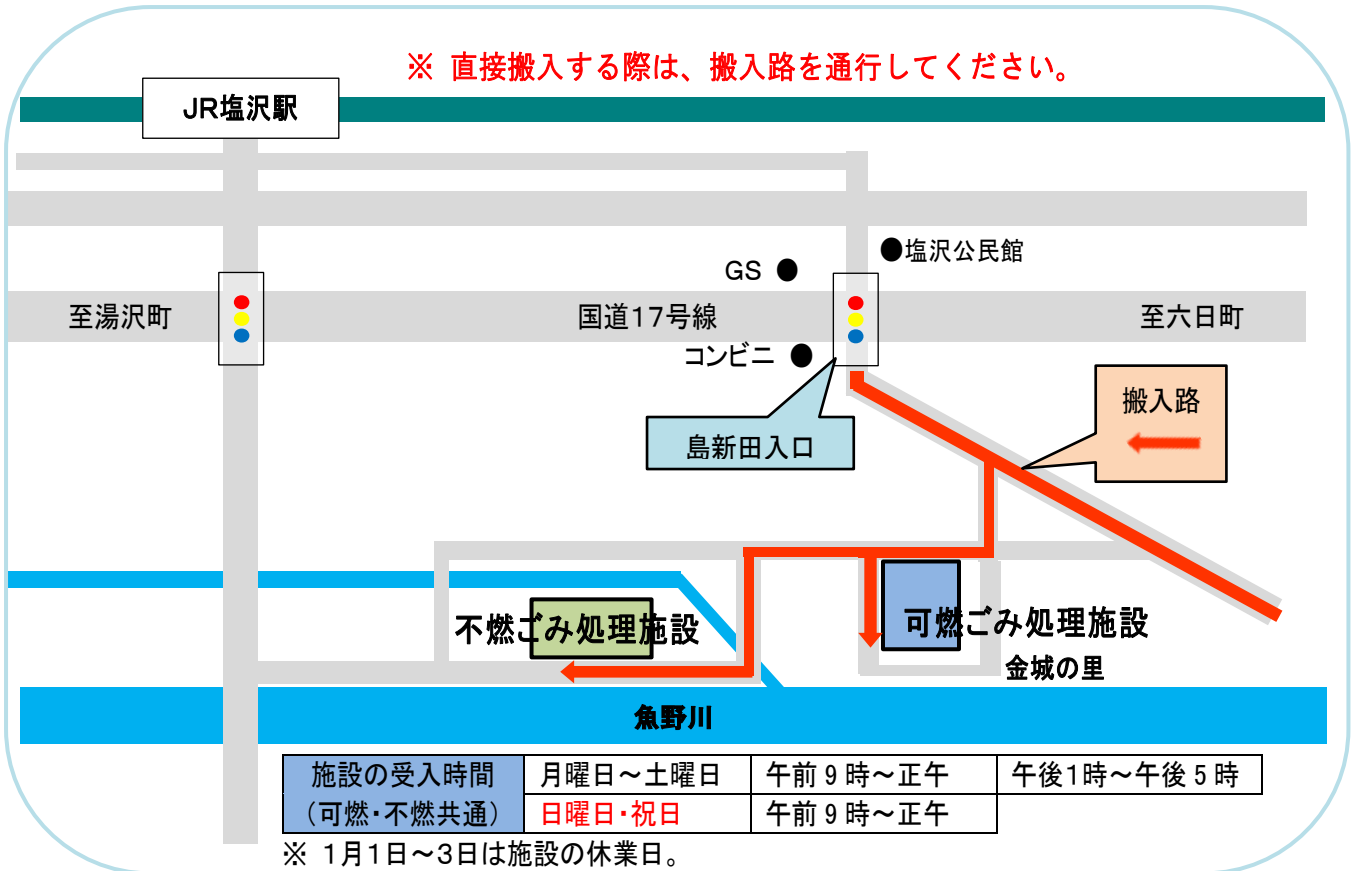 ※ 直接搬入する際は、搬入路を通行してください。
JR塩沢駅
●塩沢公民館
GS ●
至湯沢町
国道17号線
至六日町
コンビニ ●
搬入路
島新田入口
不燃ごみ処理施設
可燃ごみ処理施設
金城の里
魚野川
施設の受入時間
(可燃・不燃共通)
月曜日～土曜日 午前9時～正午 午後1時～午後5時
日曜日・祝日 午前9時～正午
※ 1月1日～3日は施設の休業日。